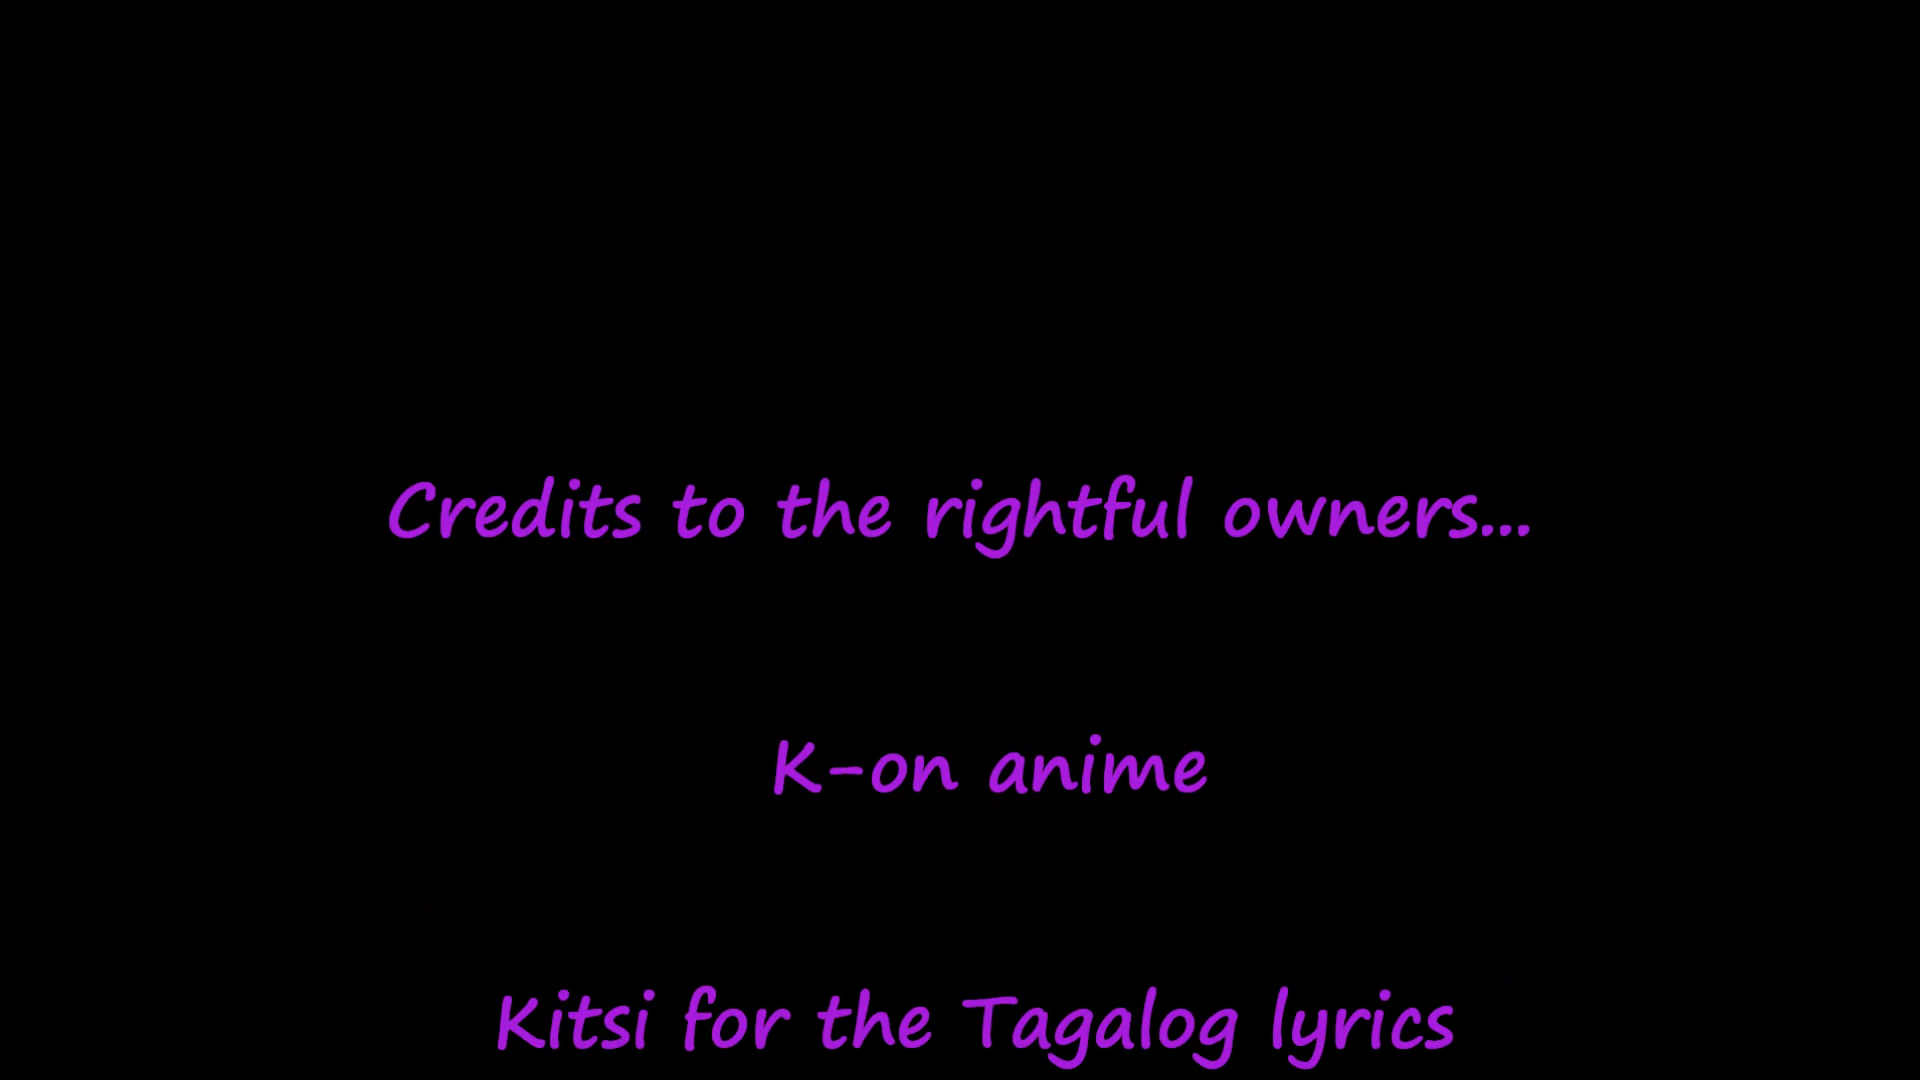 Credits to the rightful owners...
K-on anime
Kitsi for the Tagalog lyrics